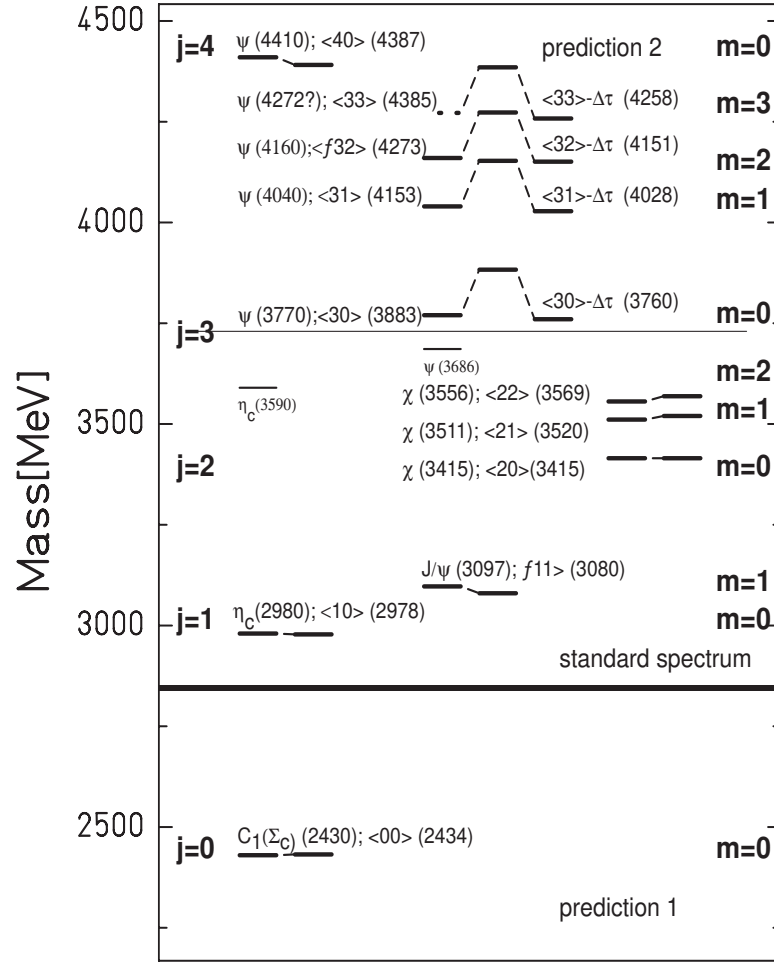 4500
j=4
ψ (4410); <40> (4387)
prediction 2
m=0
ψ (4272?); <33> (4385)
<33>-Δτ (4258)
m=3
ψ (4160);<ƒ32> (4273)
<32>-Δτ (4151)
m=2
ψ (4040); <31> (4153)
<31>-Δτ (4028)
m=1
4000
ψ (3770);<30> (3883)
<30>-Δτ (3760)
m=0
j=3
ψ (3686)
m=2
η_c(3590)
χ (3556); <22> (3569)
m=1
3500
χ (3511); <21> (3520)
j=2
χ (3415); <20>(3415)
m=0
Mass[MeV]
J/ψ (3097); ƒ11> (3080)
m=1
3000
j=1
η_c(2980); <10> (2978)
m=0
standard spectrum
2500
j=0
C_1(Σ_c) (2430); <00> (2434)
m=0
prediction 1